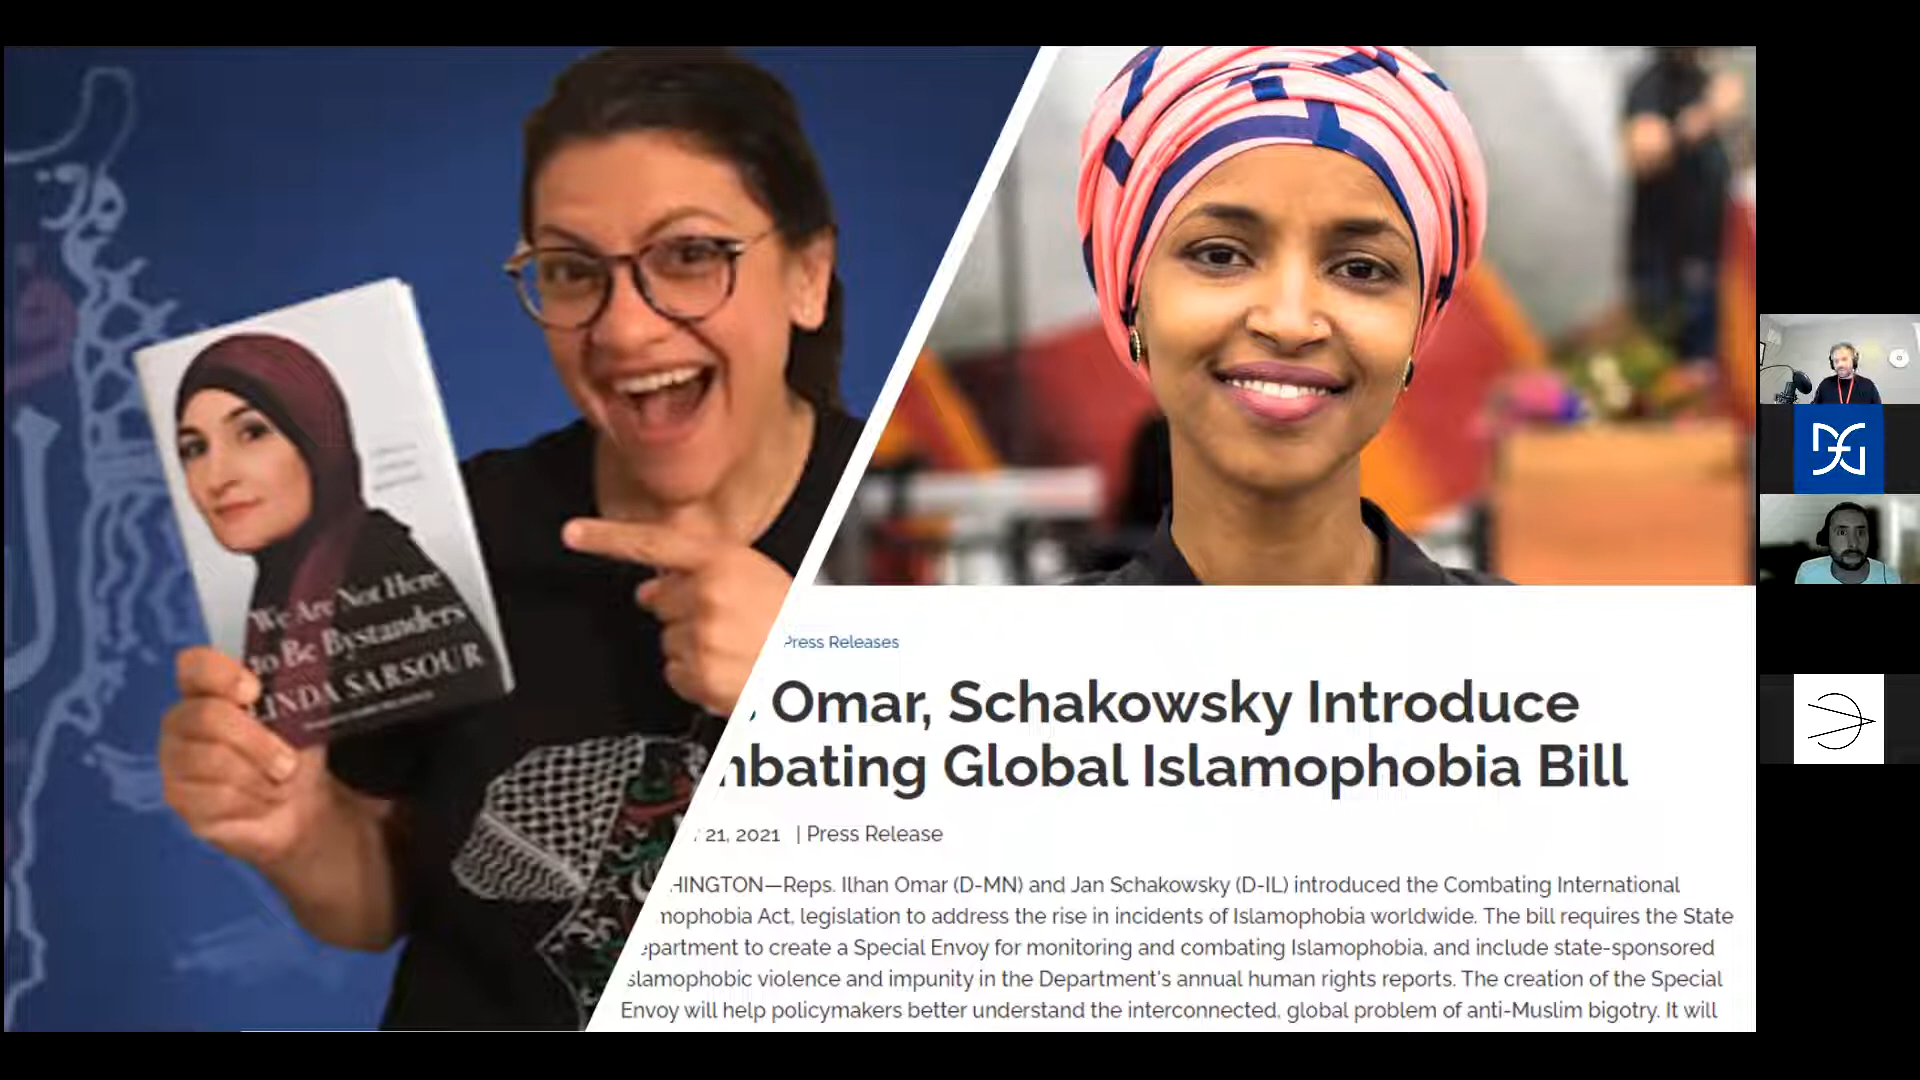 We Are Not Here
to Be Bystanders
LINDA SARSOUR
Press Releases
Omar, Schakowsky Introduce
mbating Global Islamophobia Bill
21, 2021 | Press Release
HINGTON—Reps. Ilhan Omar (D-MN) and Jan Schakowsky (D-IL) introduced the Combating International
mophobia Act, legislation to address the rise in incidents of Islamophobia worldwide. The bill requires the State
epartment to create a Special Envoy for monitoring and combating Islamophobia, and include state-sponsored
slamophobic violence and impunity in the Department's annual human rights reports. The creation of the Special
Envoy will help policymakers better understand the interconnected, global problem of anti-Muslim bigotry. It will